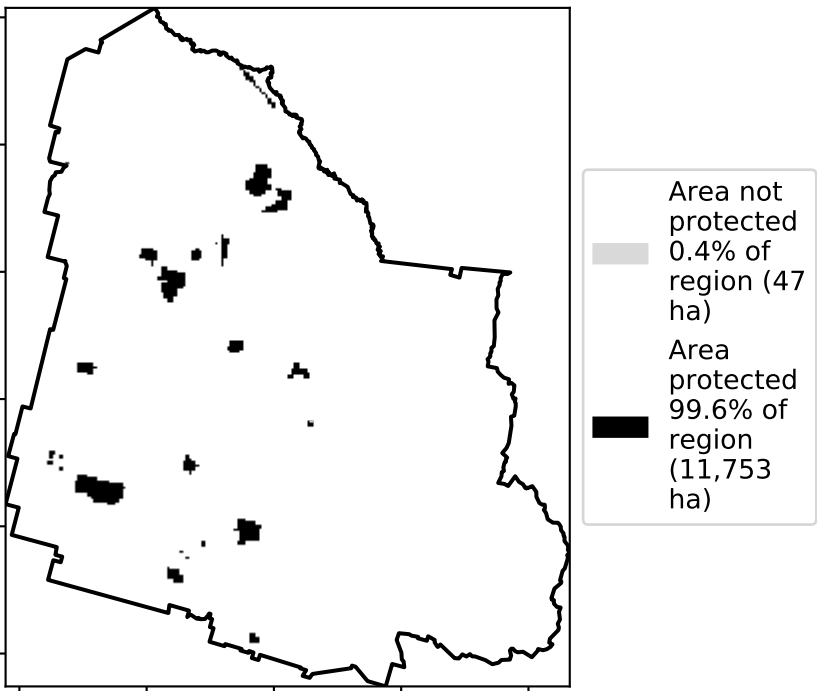 Area not
protected
0.4% of
region (47
ha)
Area
protected
99.6% of
region
(11,753
ha)